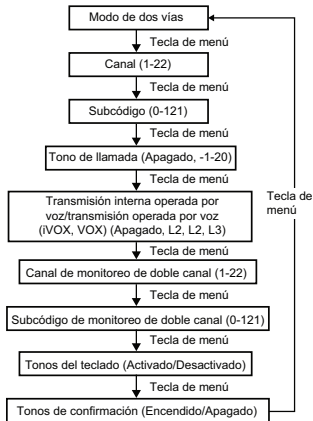 Modo de dos vías
Tecla de menú
Canal (1-22)
Tecla de menú
Subcódigo (0-121)
Tecla de menú
Tono de llamada (Apagado, -1-20)
Tecla de menú
Transmisión interna operada por
voz/transmisión operada por voz
(iVOX, VOX) (Apagado, L2, L2, L3)
Tecla de menú
Canal de monitoreo de doble canal (1-22)
Tecla de menú
Subcódigo de monitoreo de doble canal (0-121)
Tecla de menú
Tonos del teclado (Activado/Desactivado)
Tecla de menú
Tonos de confirmación (Encendido/Apagado)
Tecla de
menú